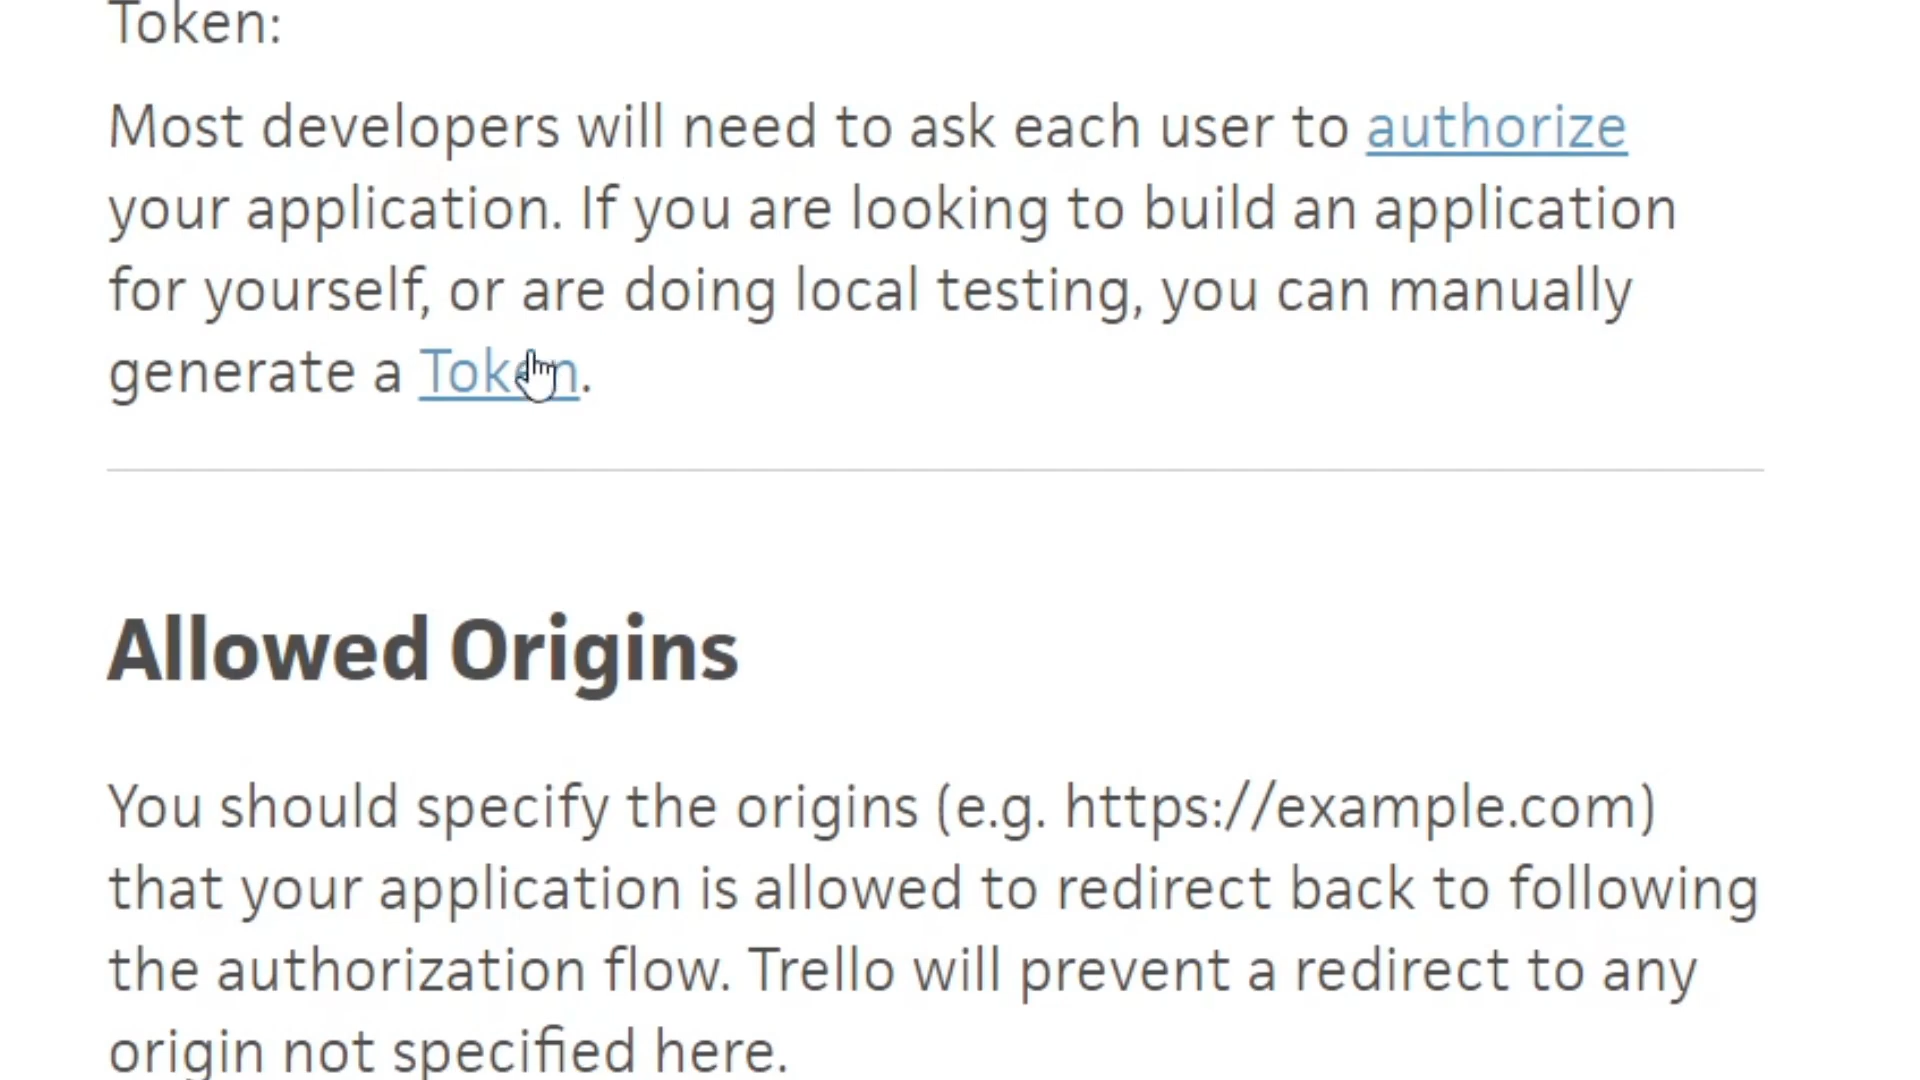 Token:
Most developers will need to ask each user to authorize
your application. If you are looking to build an application
for yourself, or are doing local testing, you can manually
generate a Token.
Allowed Origins
You should specify the origins (e.g. https://example.com)
that your application is allowed to redirect back to following
the authorization flow. Trello will prevent a redirect to any
origin not specified here.